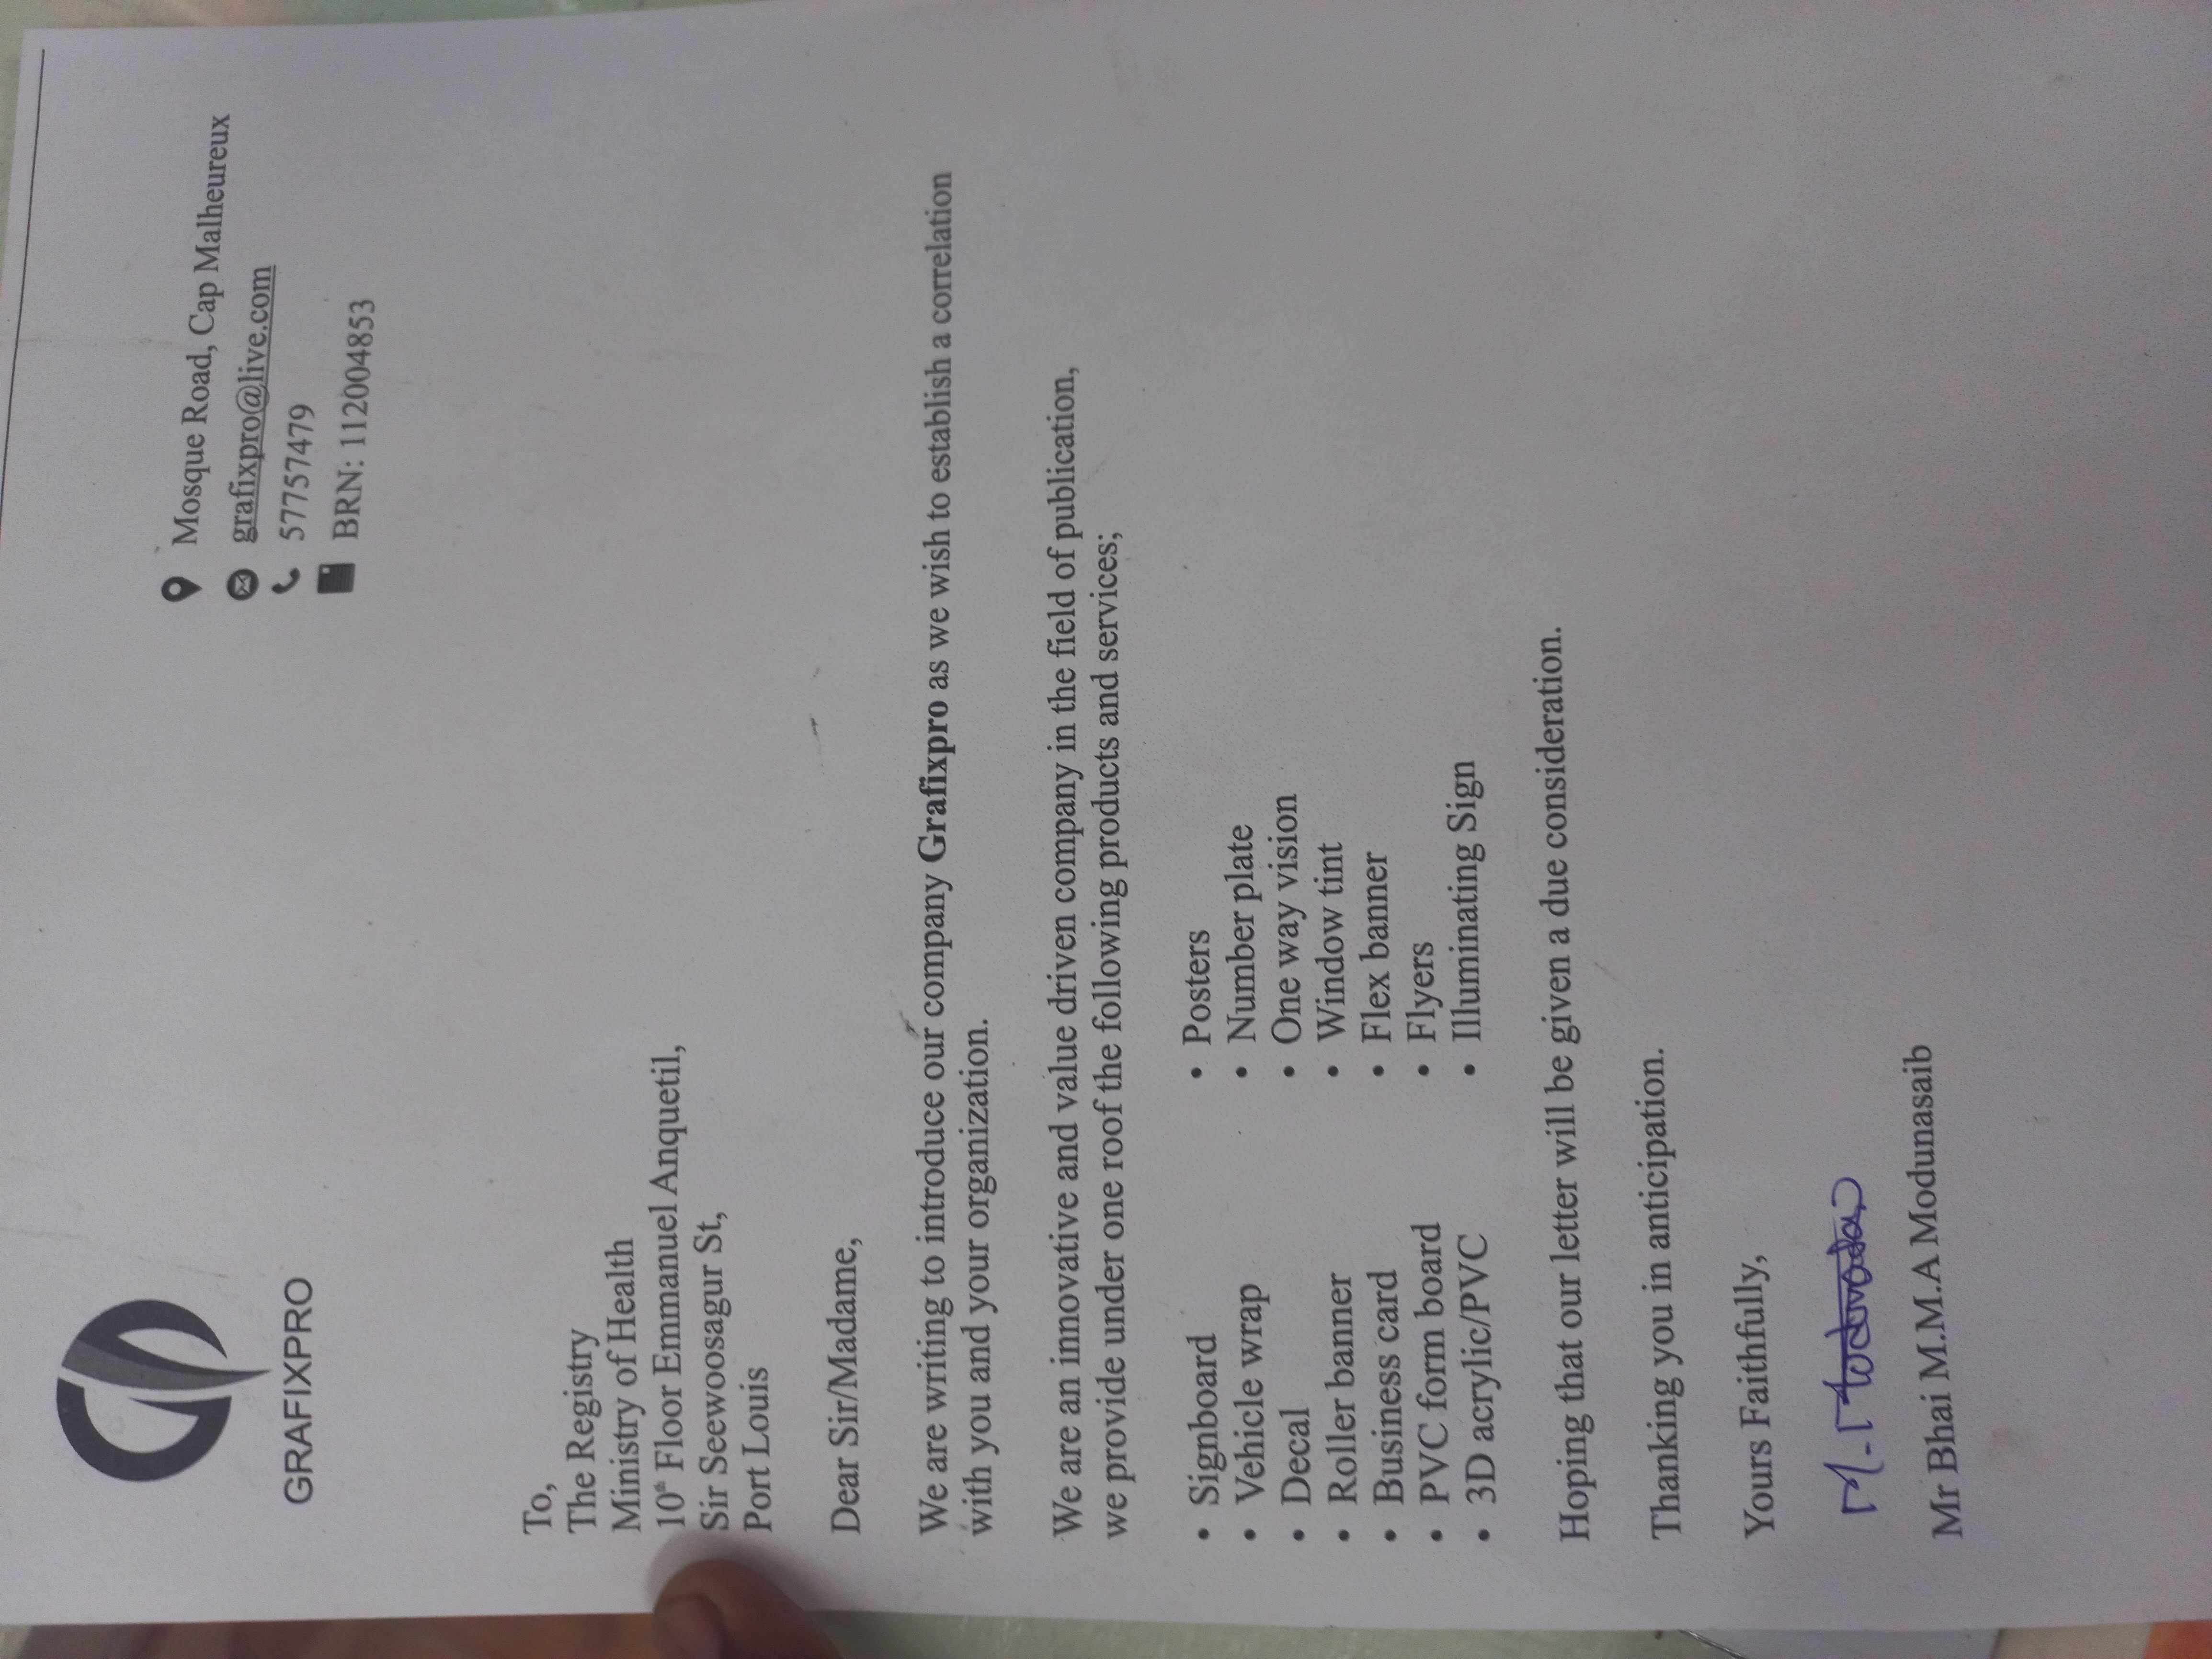 GRAFIXPRO
Mosque Road, Cap Malheureux
grafixpro@live.com
57757479
BRN: 112004853
To,
The Registry
Ministry of Health
10th Floor Emmanuel Anquetil,
Sir Seewoosagur St,
Port Louis
Dear Sir/Madame,
We are writing to introduce our company Grafixpro as we wish to establish a correlation
with you and your organization.
We are an innovative and value driven company in the field of publication,
we provide under one roof the following products and services;
• Signboard
• Vehicle wrap
• Decal
• Roller banner
• Business card
• PVC form board
• 3D acrylic/PVC
• Posters
• Number plate
• One way vision
• Window tint
• Flex banner
• Flyers
• Illuminating Sign
Hoping that our letter will be given a due consideration.
Thanking you in anticipation.
Yours Faithfully,
Mr Bhai M.M.A Modunasaib